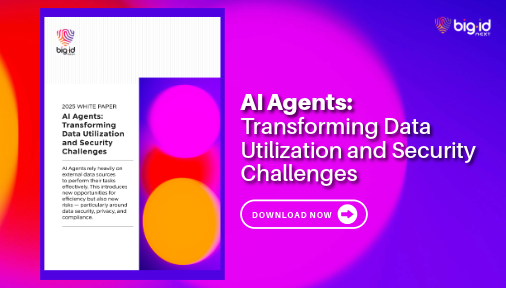 big·id
next
big·id
next
2025 WHITE PAPER
AI Agents:
Transforming
Data Utilization
and Security
Challenges
AI Agents rely heavily on
external data sources
to perform their tasks
effectively. This introduces
new opportunities for
efficiency but also new
risks — particularly around
data security, privacy, and
compliance.
AI Agents:
Transforming Data
Utilization and Security
Challenges
DOWNLOAD NOW